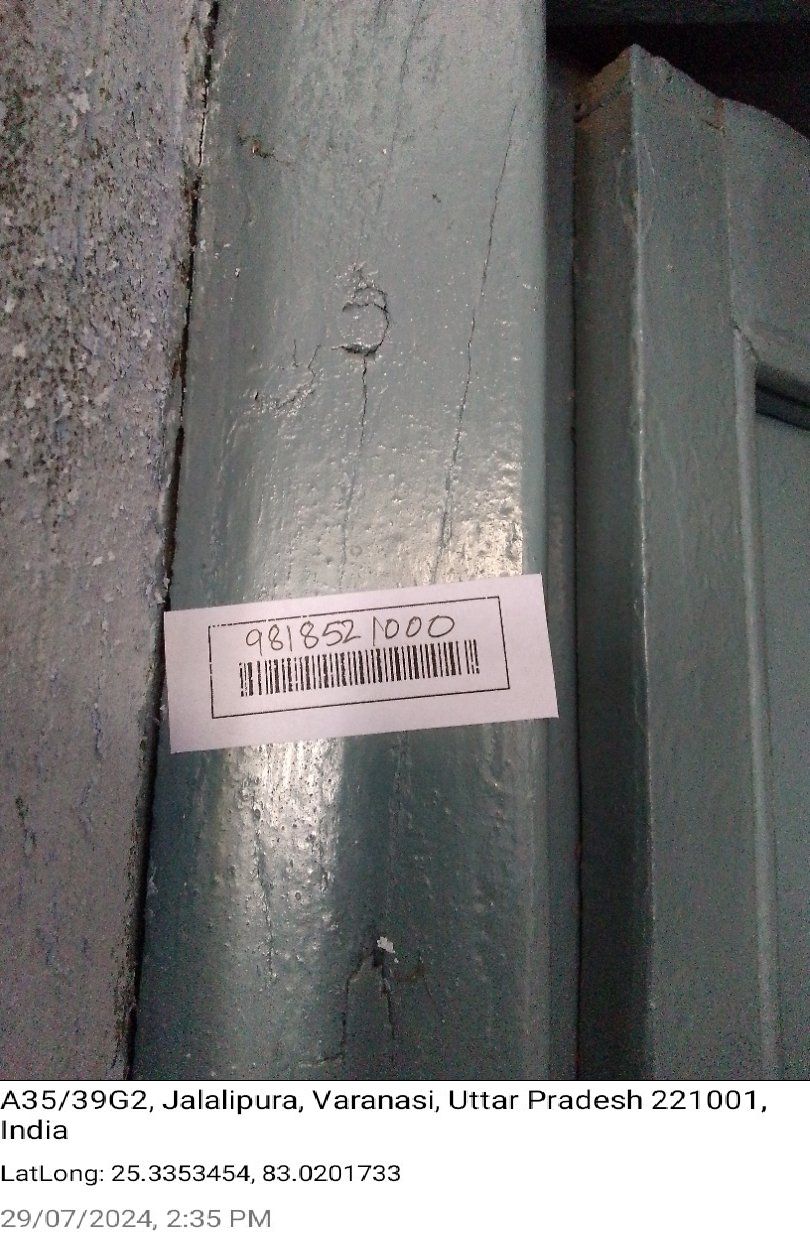 9818521000
A35/39G2, Jalalipura, Varanasi, Uttar Pradesh 221001,
India
LatLong: 25.3353454, 83.0201733
29/07/2024, 2:35 PM